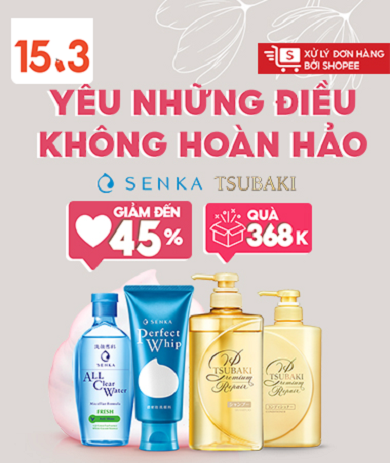 15.3
XỬ LÝ ĐƠN HÀNG
BỞI SHOPEE
YÊU NHỮNG ĐIỀU
KHÔNG HOÀN HẢO
SENKA TSUBAKI
GIẢM ĐẾN
45%
QUÀ
368K
SENKA
Perfect
Whip
ALL
Clear
Water
FRESH
TSUBAKI
Premium
Repair
TSUBAKI
Premium
Repair